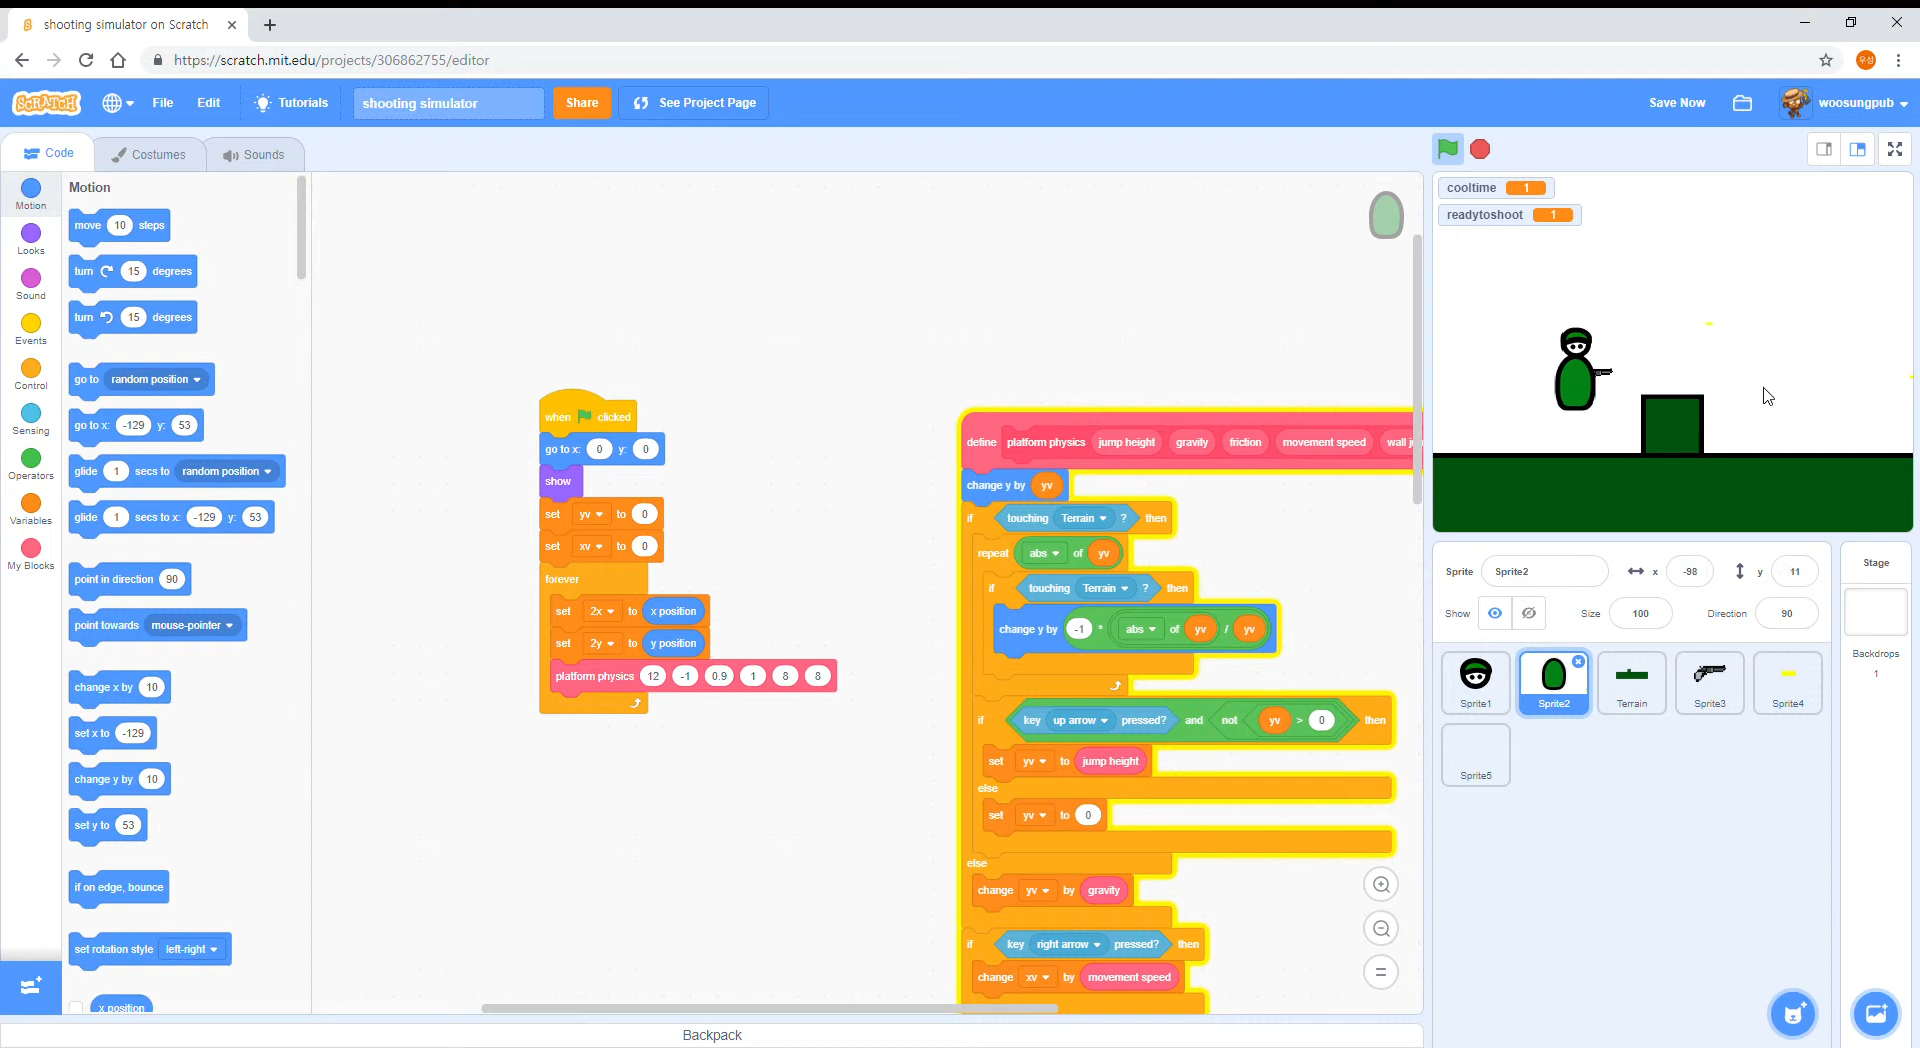 shooting simulator on Scratch
https://scratch.mit.edu/projects/306862755/editor
우성
SCRATCH
File
Edit
Tutorials
shooting simulator
Share
See Project Page
Save Now
woosungpub
Code
Costumes
Sounds
Motion
Looks
Sound
Events
Control
Sensing
Operators
Variables
My Blocks
Motion
move 10 steps
turn 15 degrees
turn 15 degrees
go to random position
go to x: -129 y: 53
glide 1 secs to random position
glide 1 secs to x: -129 y: 53
point in direction 90
point towards mouse-pointer
change x by 10
set x to -129
change y by 10
set y to 53
if on edge, bounce
set rotation style left-right
x position
when clicked
go to x: 0 y: 0
show
set yv to 0
set xv to 0
forever
set 2x to x position
set 2y to y position
platform physics 12 -1 0.9 1 8 8
define platform physics jump height gravity friction movement speed wall
change y by yv
if touching Terrain ? then
repeat abs of yv
if touching Terrain ? then
change y by -1 * abs of yv / yv
if key up arrow pressed? and not yv > 0 then
set yv to jump height
else
set yv to 0
else
change yv by gravity
if key right arrow pressed? then
change xv by movement speed
cooltime 1
readytoshoot 1
Sprite Sprite2 x -98 y 11
Show Size 100 Direction 90
Sprite1
Sprite2
Terrain
Sprite3
Sprite4
Sprite5
Stage
Backdrops
1
Backpack